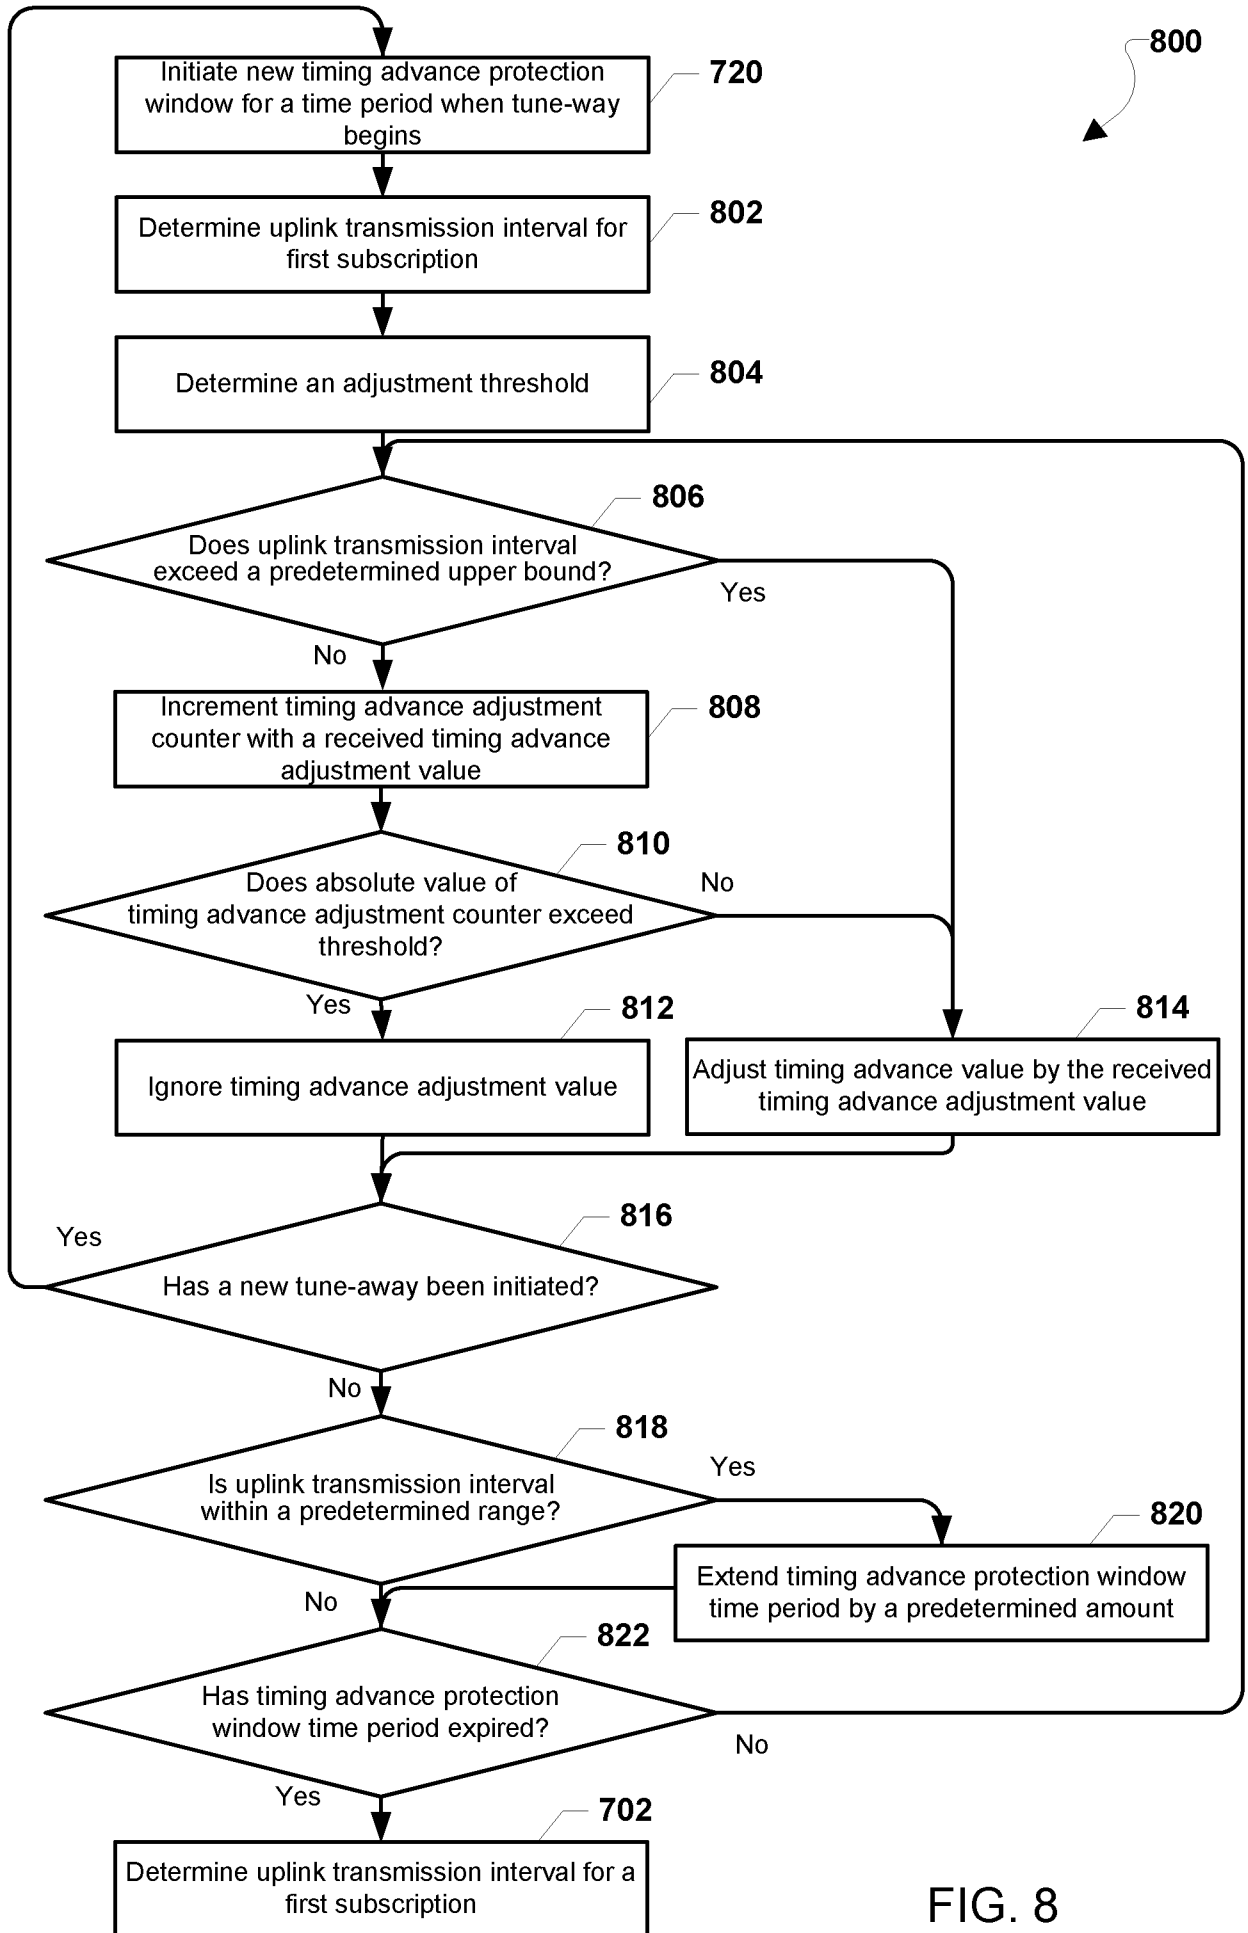 800
Initiate new timing advance protection
window for a time period when tune-way
begins
720
Determine uplink transmission interval for
first subscription
802
Determine an adjustment threshold
804
806
Does uplink transmission interval
exceed a predetermined upper bound?
Yes
No
Increment timing advance adjustment
counter with a received timing advance
adjustment value
808
810
Does absolute value of
timing advance adjustment counter exceed
threshold?
No
Yes
812
Ignore timing advance adjustment value
814
Adjust timing advance value by the received
timing advance adjustment value
816
Yes
Has a new tune-away been initiated?
No
818
Is uplink transmission interval
within a predetermined range?
Yes
820
Extend timing advance protection window
time period by a predetermined amount
No
822
Has timing advance protection
window time period expired?
No
Yes
702
Determine uplink transmission interval for a
first subscription
FIG. 8